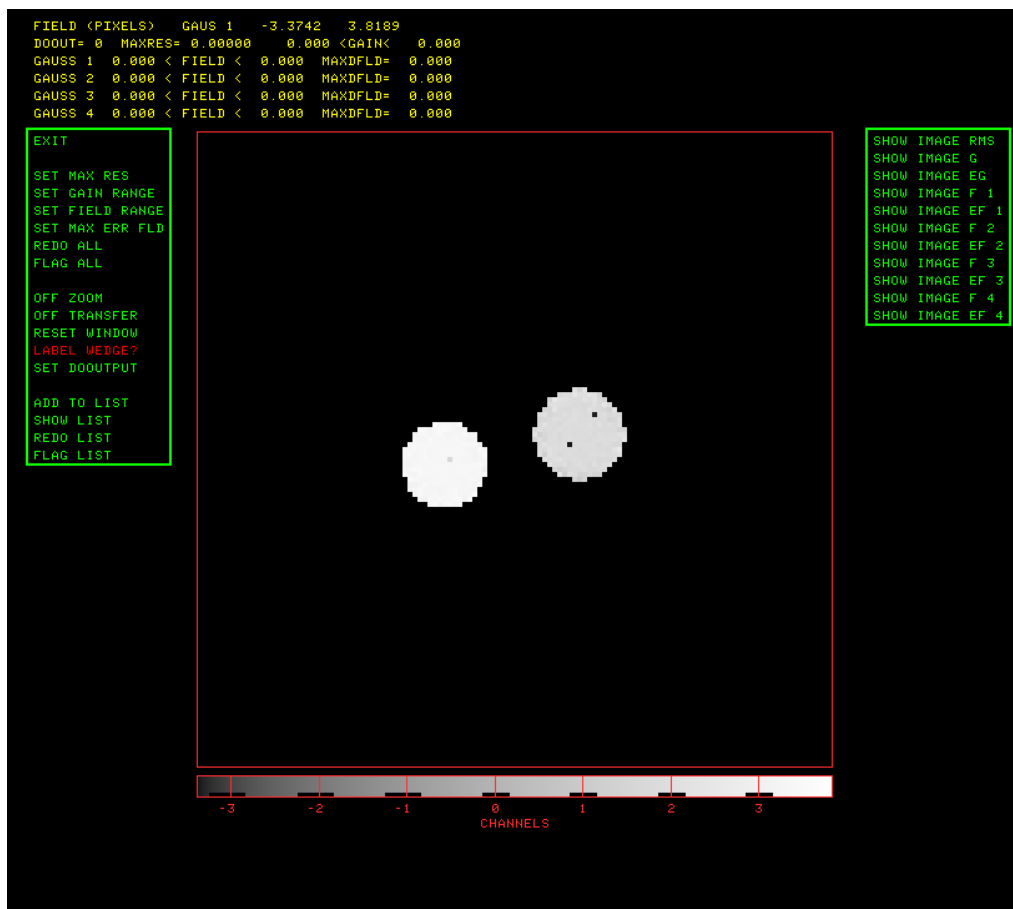 FIELD (PIXELS) GAUS 1 -3.3742 3.8189
DOOUT= 0 MAXRES= 0.00000 0.000 <GAIN< 0.000
GAUSS 1 0.000 < FIELD < 0.000 MAXDFLD= 0.000
GAUSS 2 0.000 < FIELD < 0.000 MAXDFLD= 0.000
GAUSS 3 0.000 < FIELD < 0.000 MAXDFLD= 0.000
GAUSS 4 0.000 < FIELD < 0.000 MAXDFLD= 0.000
EXIT
SET MAX RES
SET GAIN RANGE
SET FIELD RANGE
SET MAX ERR FLD
REDO ALL
FLAG ALL
OFF ZOOM
OFF TRANSFER
RESET WINDOW
LABEL WEDGE?
SET DOOUTPUT
ADD TO LIST
SHOW LIST
REDO LIST
FLAG LIST
SHOW IMAGE RMS
SHOW IMAGE G
SHOW IMAGE EG
SHOW IMAGE F 1
SHOW IMAGE EF 1
SHOW IMAGE F 2
SHOW IMAGE EF 2
SHOW IMAGE F 3
SHOW IMAGE EF 3
SHOW IMAGE F 4
SHOW IMAGE EF 4
-3 -2 -1 0 1 2 3
CHANNELS